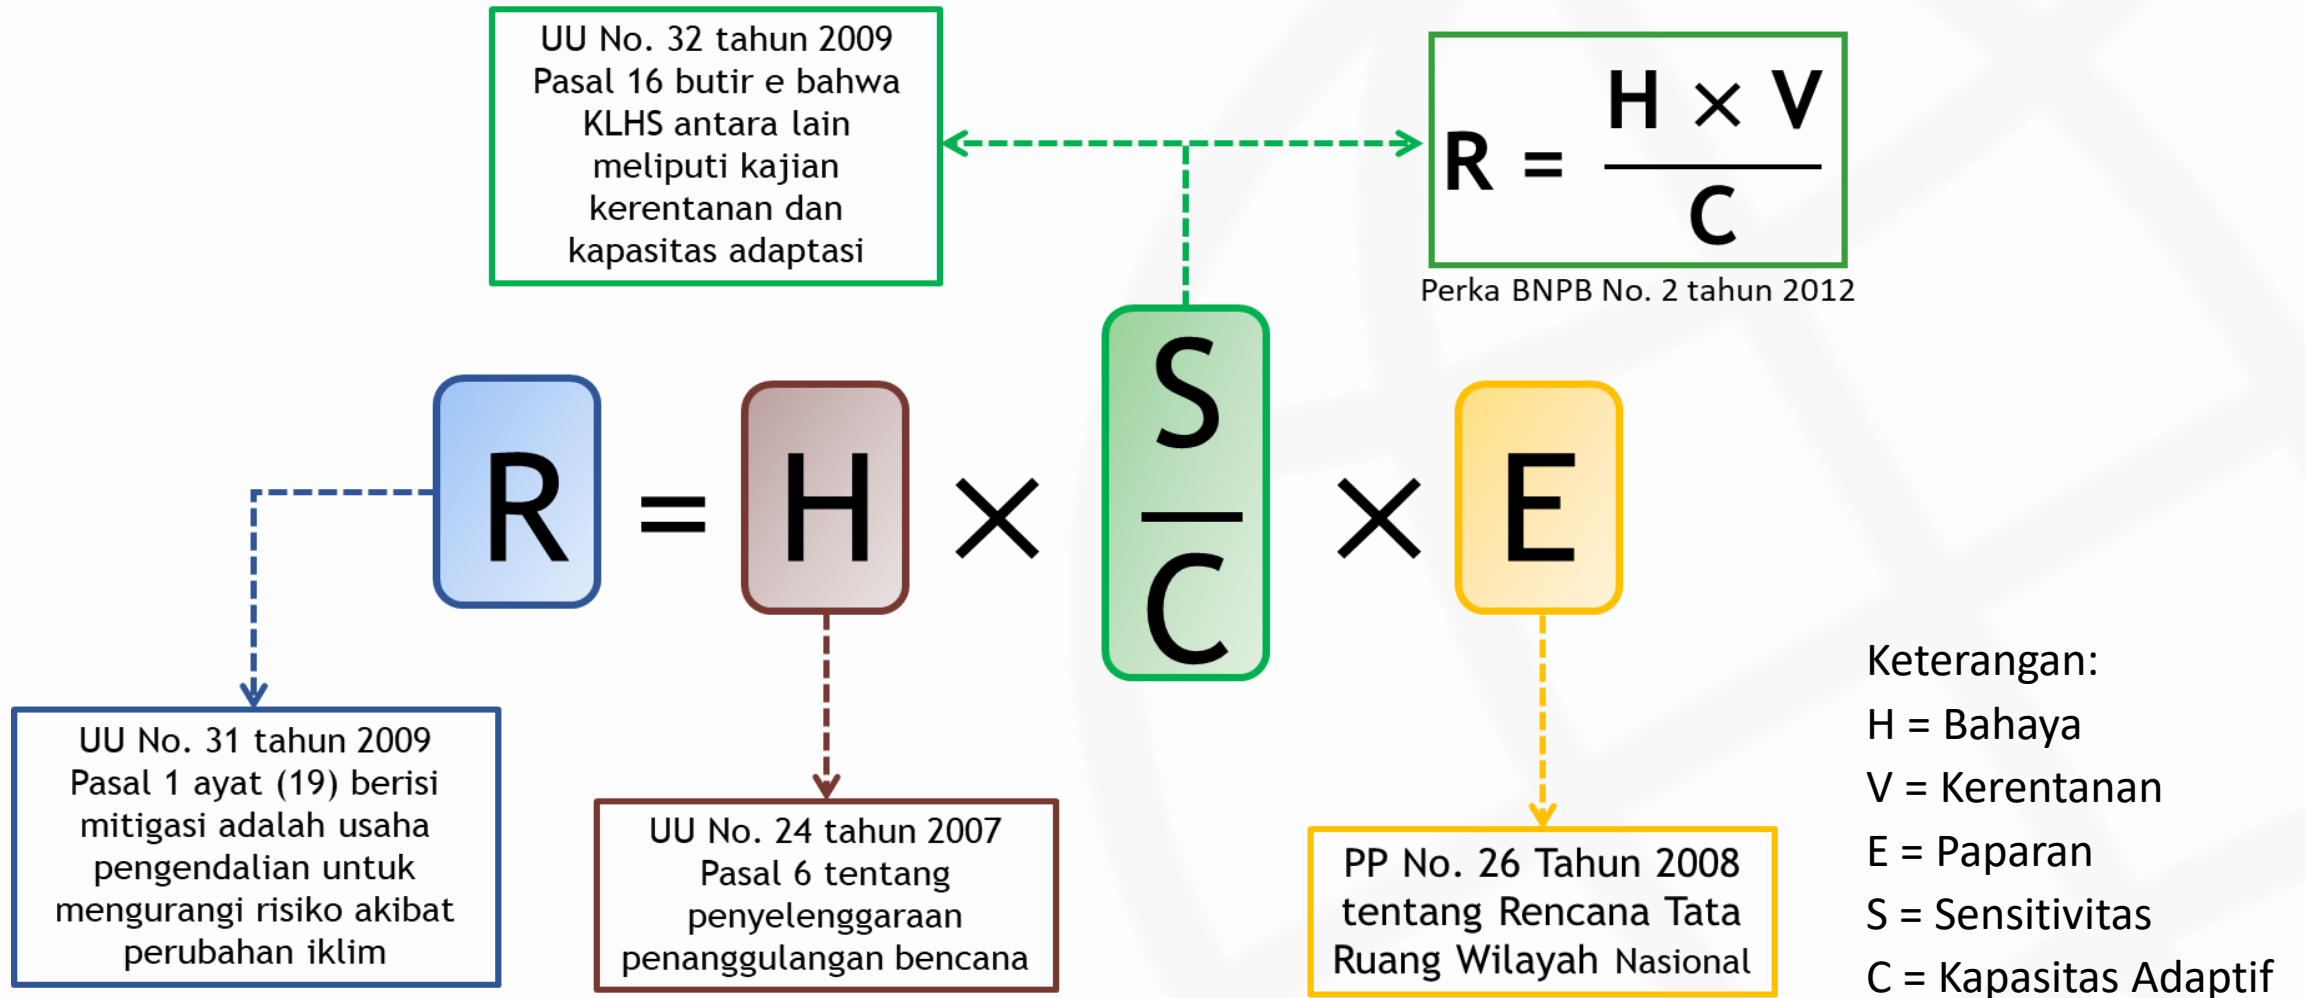 UU No. 32 tahun 2009
Pasal 16 butir e bahwa
KLHS antara lain
meliputi kajian
kerentanan dan
kapasitas adaptasi
R = H × V
C
Perka BNPB No. 2 tahun 2012
R = H × S × E
C
UU No. 31 tahun 2009
Pasal 1 ayat (19) berisi
mitigasi adalah usaha
pengendalian untuk
mengurangi risiko akibat
perubahan iklim
UU No. 24 tahun 2007
Pasal 6 tentang
penyelenggaraan
penanggulangan bencana
PP No. 26 Tahun 2008
tentang Rencana Tata
Ruang Wilayah Nasional
Keterangan:
H = Bahaya
V = Kerentanan
E = Paparan
S = Sensitivitas
C = Kapasitas Adaptif